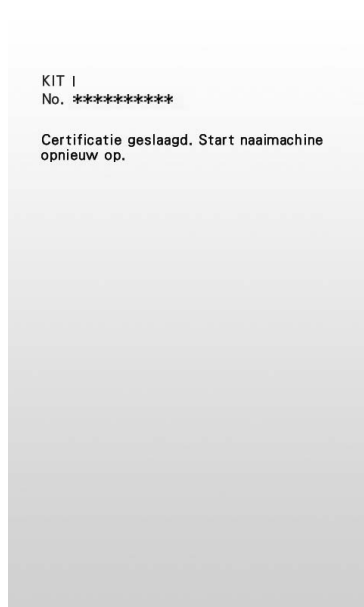 KIT I
No. **********
Certificatie geslaagd. Start naaimachine
opnieuw op.